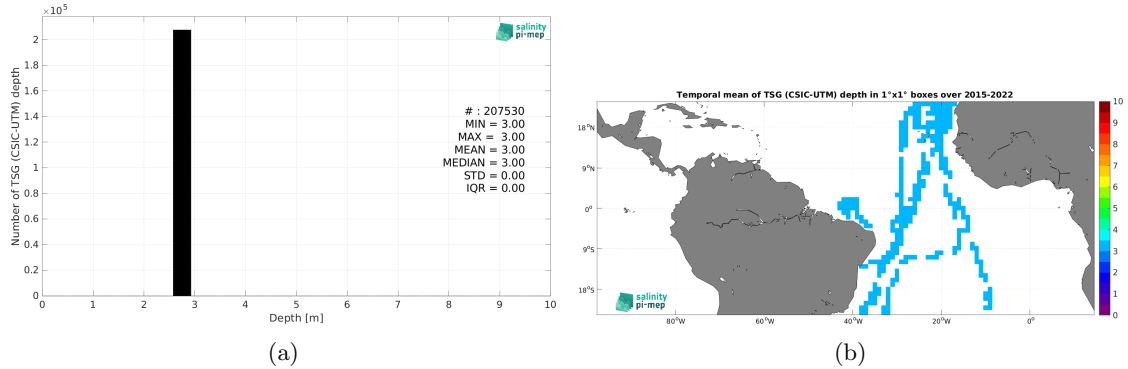 ×10^5
2
1.8
1.6
1.4
1.2
1
0.8
0.6
0.4
0.2
0
Number of TSG (CSIC-UTM) depth
salinity
pi-mep
# : 207530
MIN = 3.00
MAX = 3.00
MEAN = 3.00
MEDIAN = 3.00
STD = 0.00
IQR = 0.00
0 1 2 3 4 5 6 7 8 9 10
Depth [m]
(a)
Temporal mean of TSG (CSIC-UTM) depth in 1°x1° boxes over 2015-2022
18°N
9°N
0°
9°S
18°S
salinity
pi-mep
80°W 60°W 40°W 20°W 0°
10
9
8
7
6
5
4
3
2
1
0
(b)